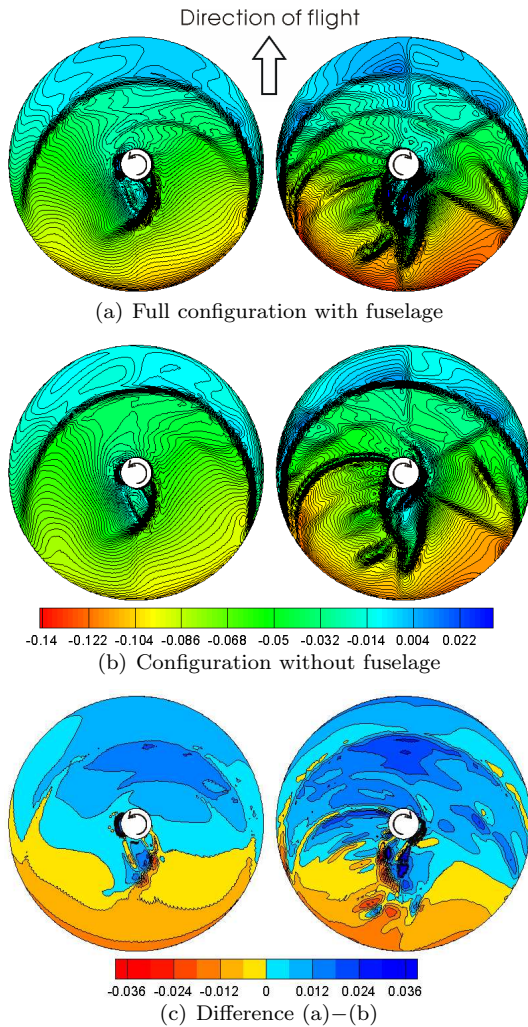 Direction of flight
(a) Full configuration with fuselage
-0.14 -0.122 -0.104 -0.086 -0.068 -0.05 -0.032 -0.014 0.004 0.022
(b) Configuration without fuselage
-0.036 -0.024 -0.012 0 0.012 0.024 0.036
(c) Difference (a)−(b)